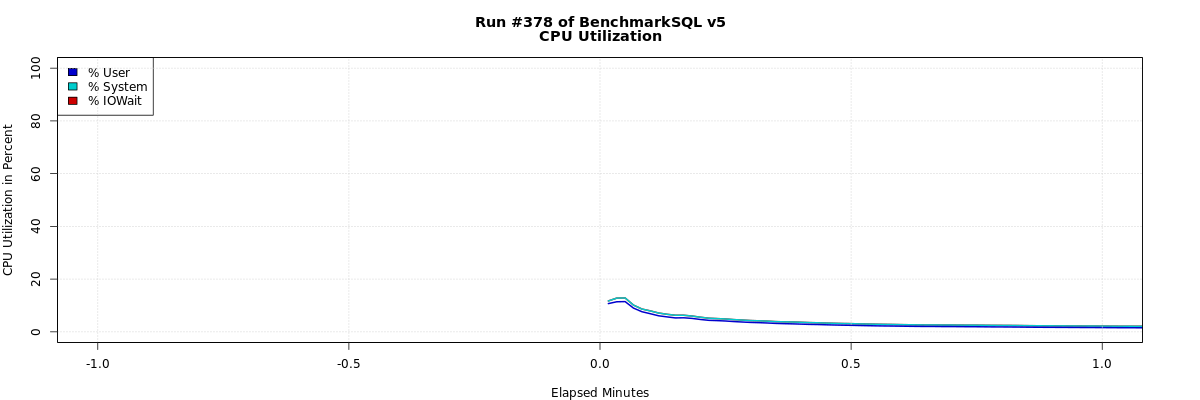 Run #378 of BenchmarkSQL v5
CPU Utilization
% User
% System
% IOWait
CPU Utilization in Percent
100
80
60
40
20
0
-1.0
-0.5
0.0
0.5
1.0
Elapsed Minutes